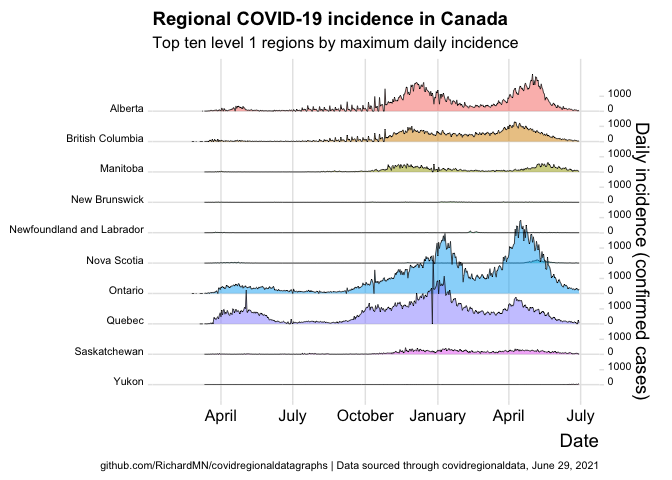 Regional COVID-19 incidence in Canada
Top ten level 1 regions by maximum daily incidence
Alberta
1000
0
British Columbia
1000
0
Manitoba
1000
0
New Brunswick
1000
0
Newfoundland and Labrador
1000
0
Nova Scotia
1000
0
Ontario
1000
0
Quebec
1000
0
Saskatchewan
1000
0
Yukon
1000
0
Daily incidence (confirmed cases)
April July October January April July
Date
github.com/RichardMN/covidregionaldatagraphs | Data sourced through covidregionaldata, June 29, 2021